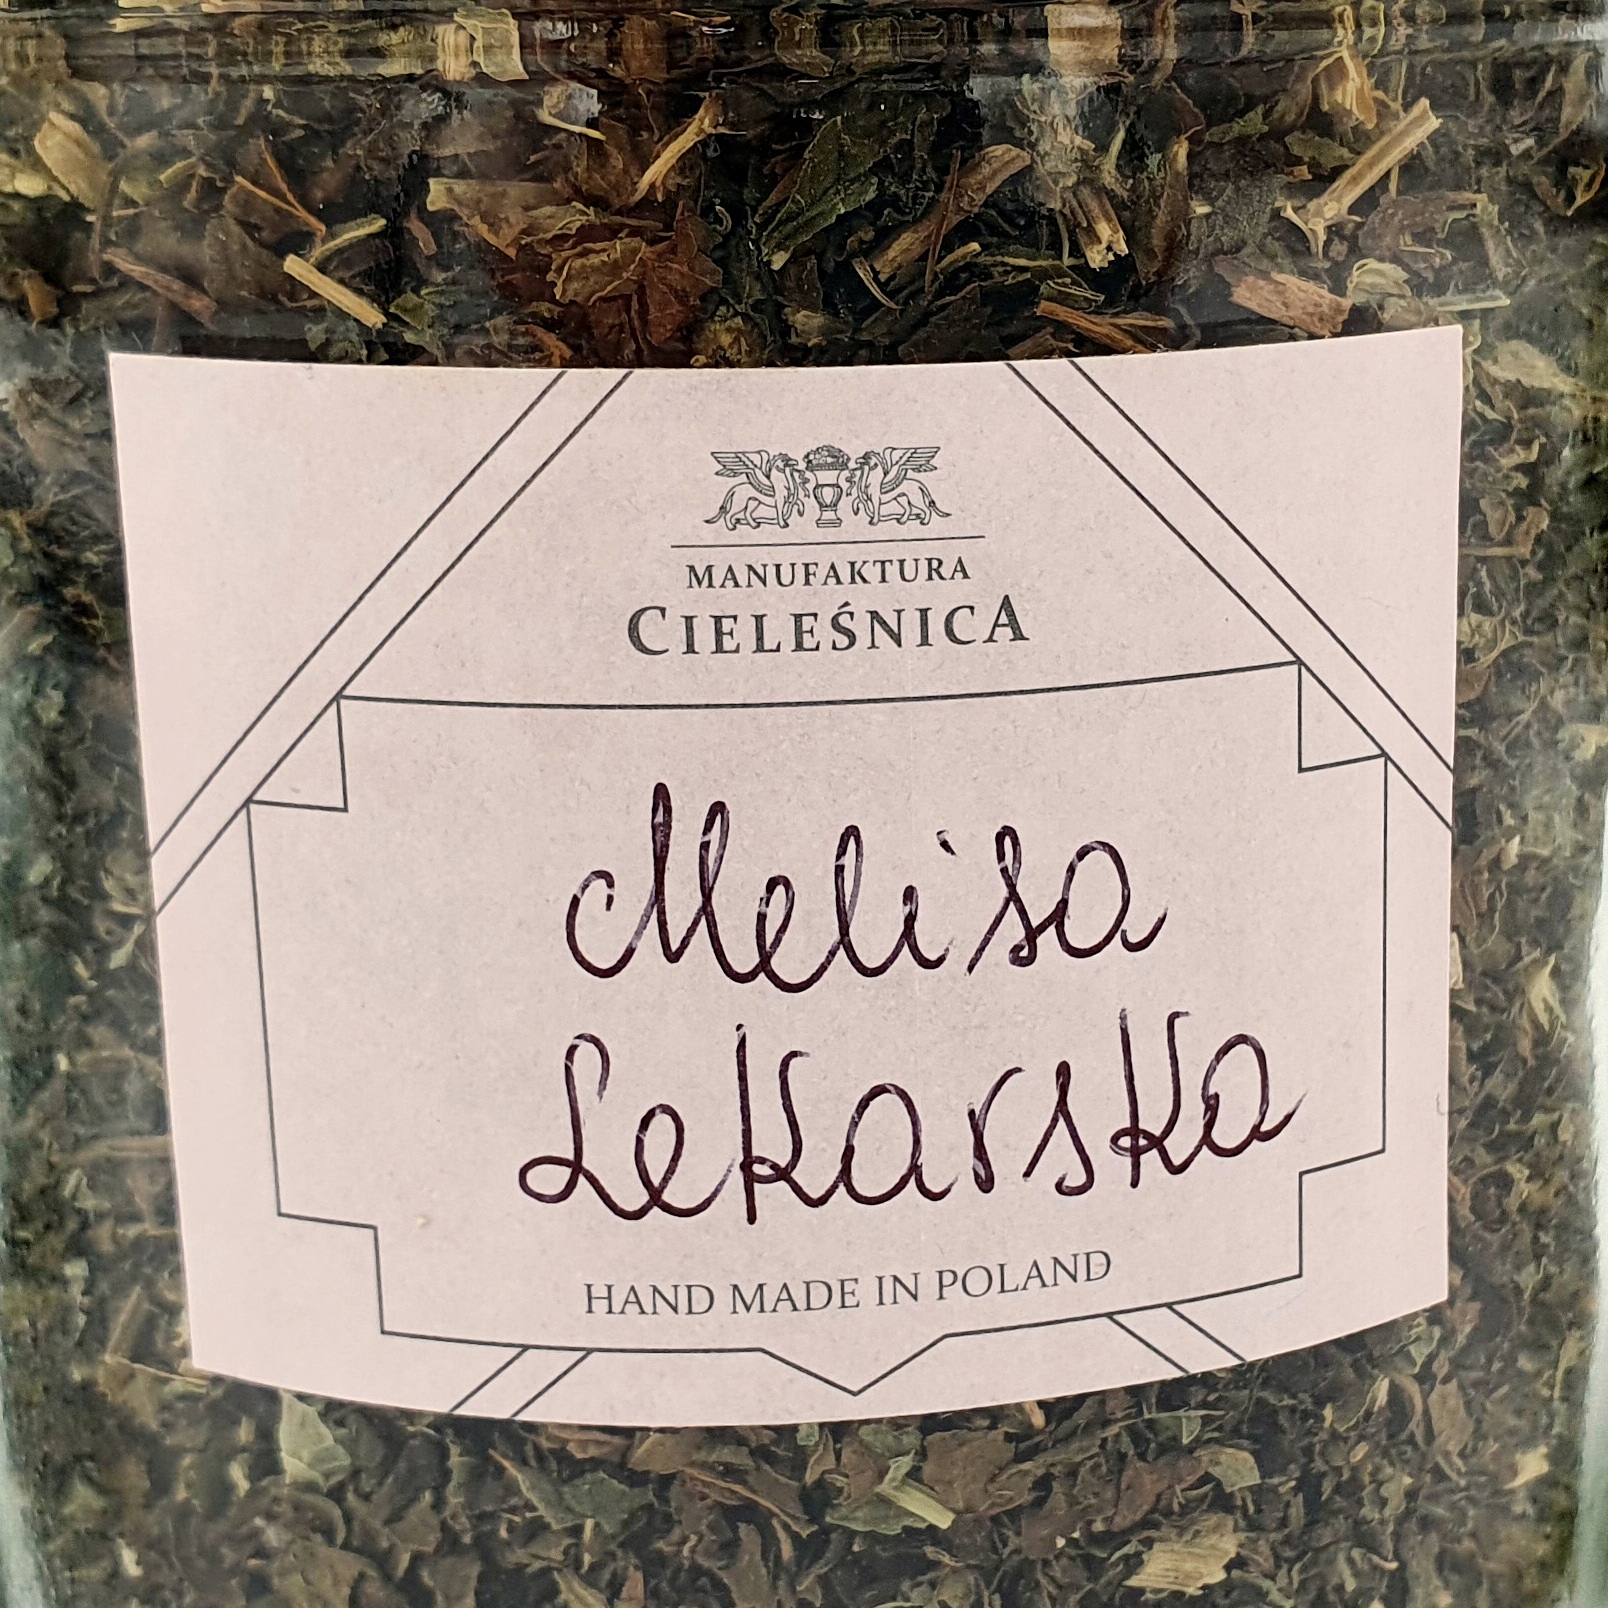 MANUFAKTURA
CIELEŚNICA
Melisa
Lekarska
HAND MADE IN POLAND